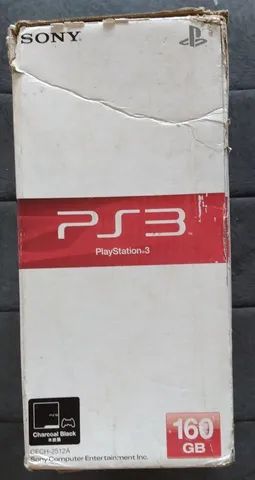 SONY
PS3
PlayStation®3
Charcoal Black
CECH-2512A
Sony Computer Entertainment Inc.
160
GB